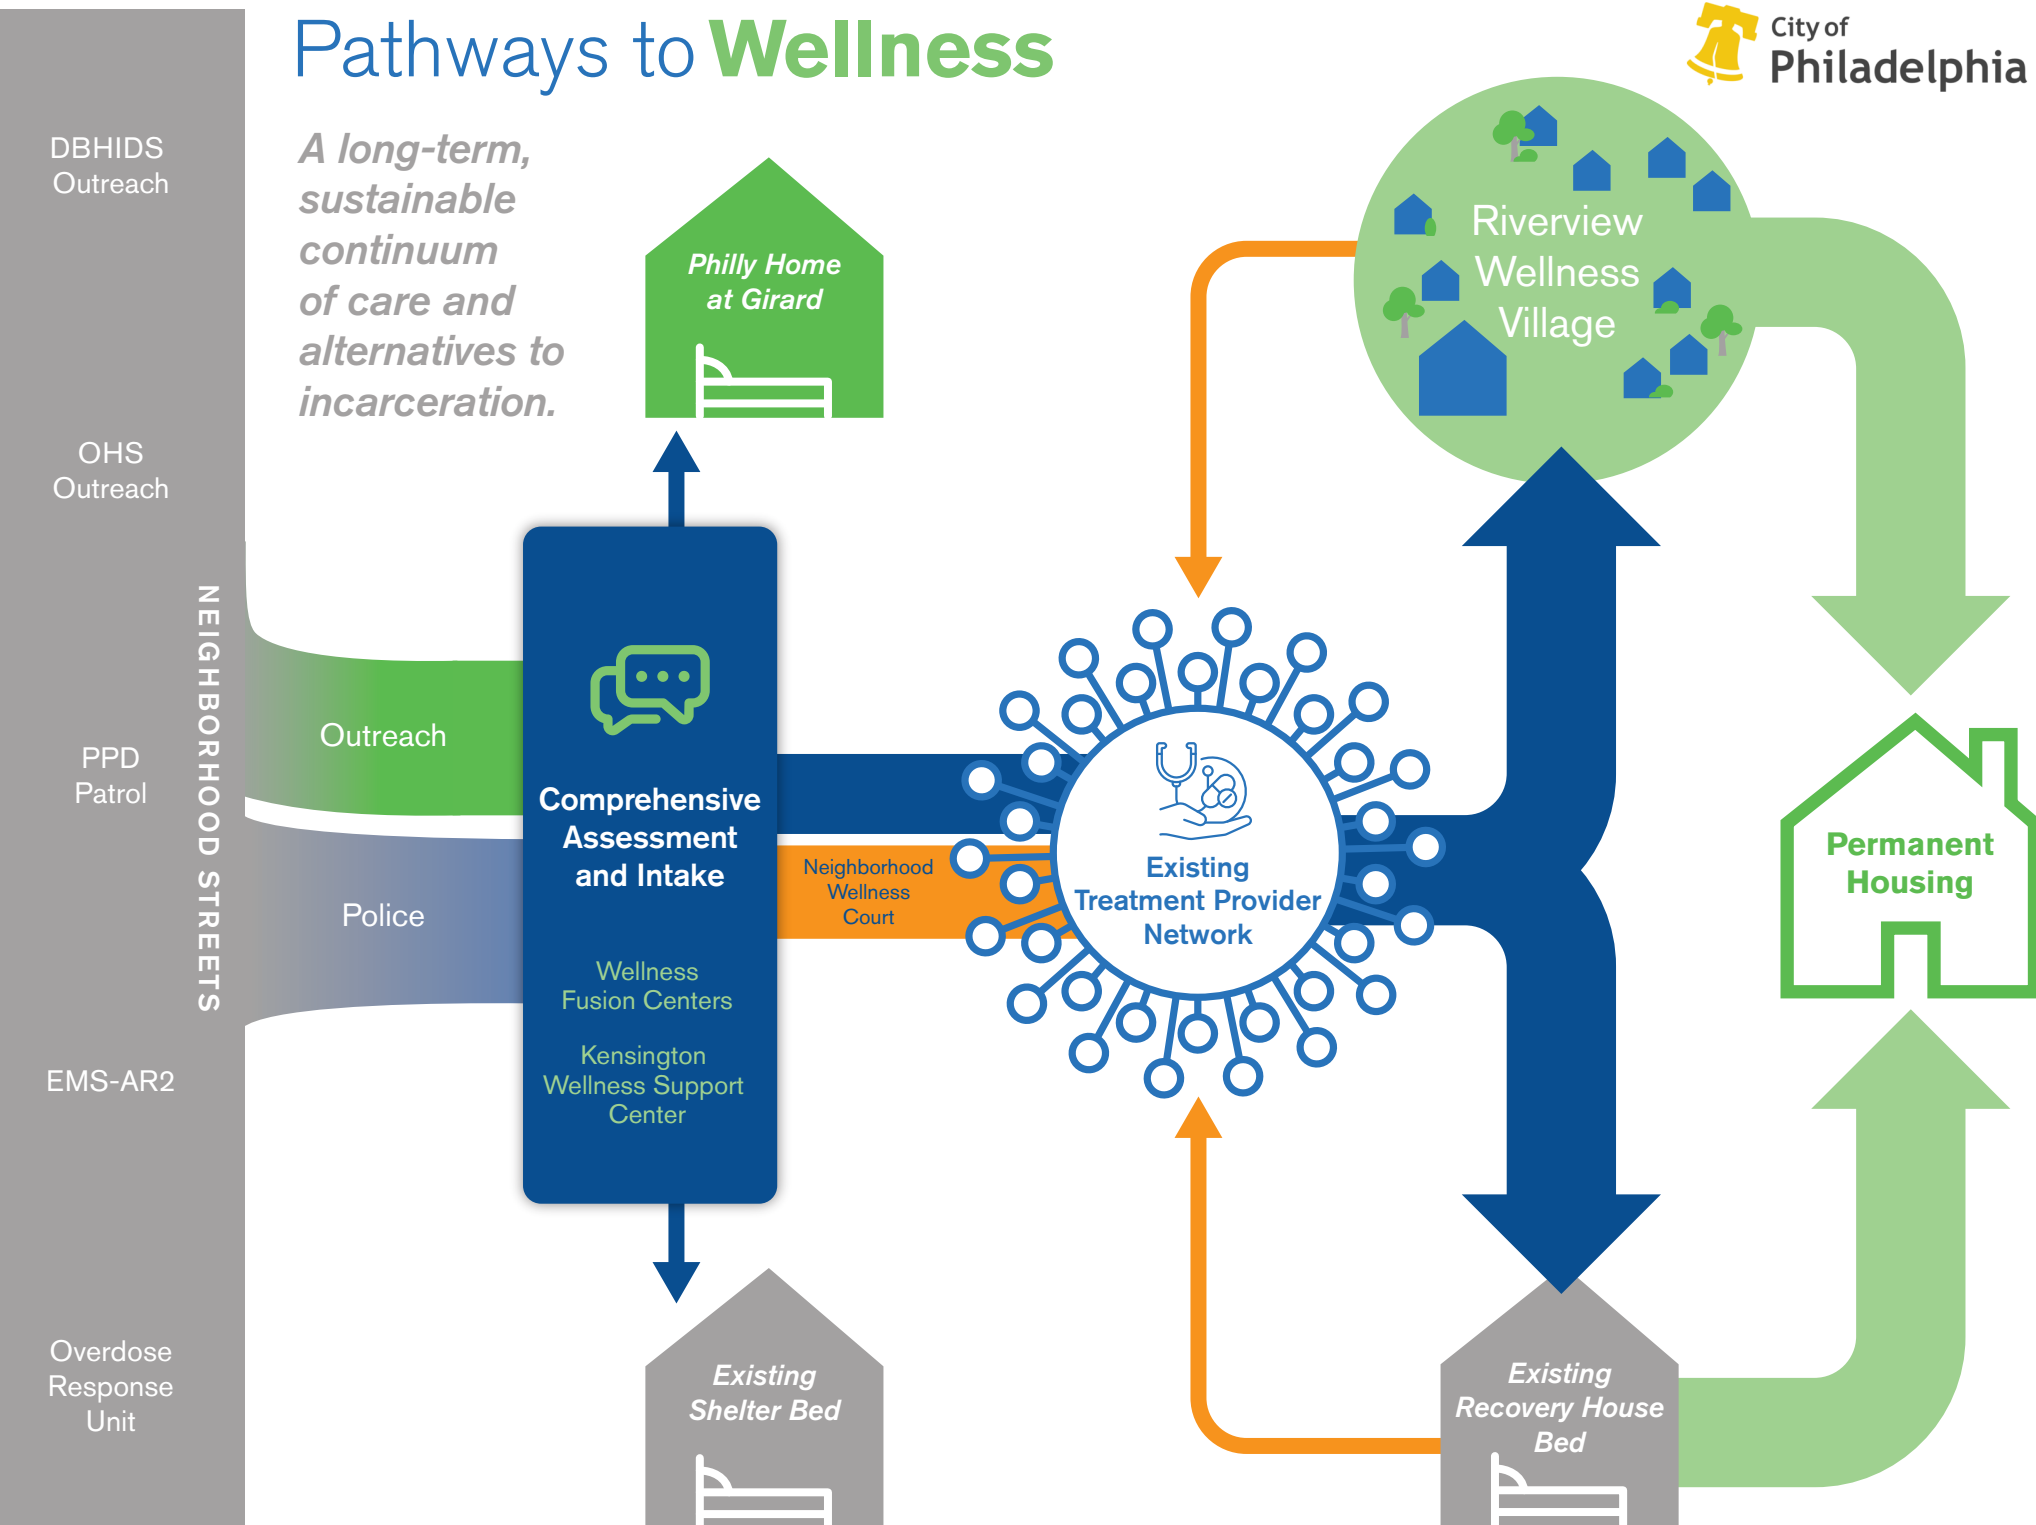 Pathways to Wellness
City of
Philadelphia
A long-term,
sustainable
continuum
of care and
alternatives to
incarceration.
DBHIDS
Outreach
OHS
Outreach
PPD
Patrol
EMS-AR2
Overdose
Response
Unit
NEIGHBORHOOD STREETS
Outreach
Police
Philly Home
at Girard
Comprehensive
Assessment
and Intake
Wellness
Fusion Centers
Kensington
Wellness Support
Center
Existing
Shelter Bed
Neighborhood
Wellness
Court
Existing
Treatment Provider
Network
Riverview
Wellness
Village
Existing
Recovery House
Bed
Permanent
Housing